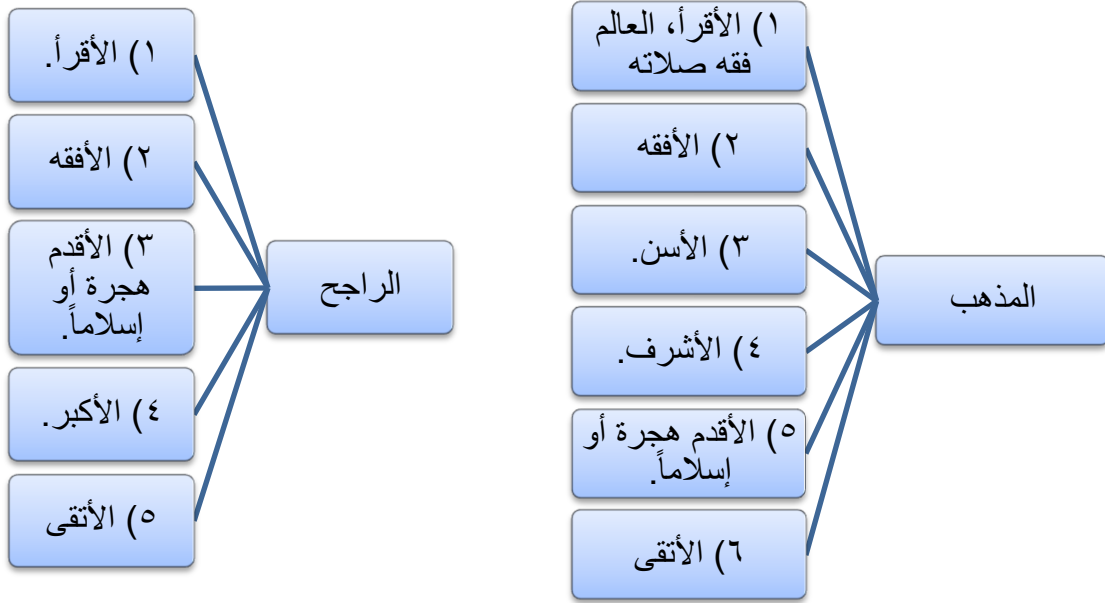 المذهب
١) الأقرأ، العالم
فقه صلاته
٢) الأفقه
٣) الأسن.
٤) الأشرف.
٥) الأقدم هجرة أو
إسلاماً.
٦) الأتقى
الراجح
١) الأقرأ.
٢) الأفقه
٣) الأقدم
هجرة أو
إسلاماً.
٤) الأكبر.
٥) الأتقى